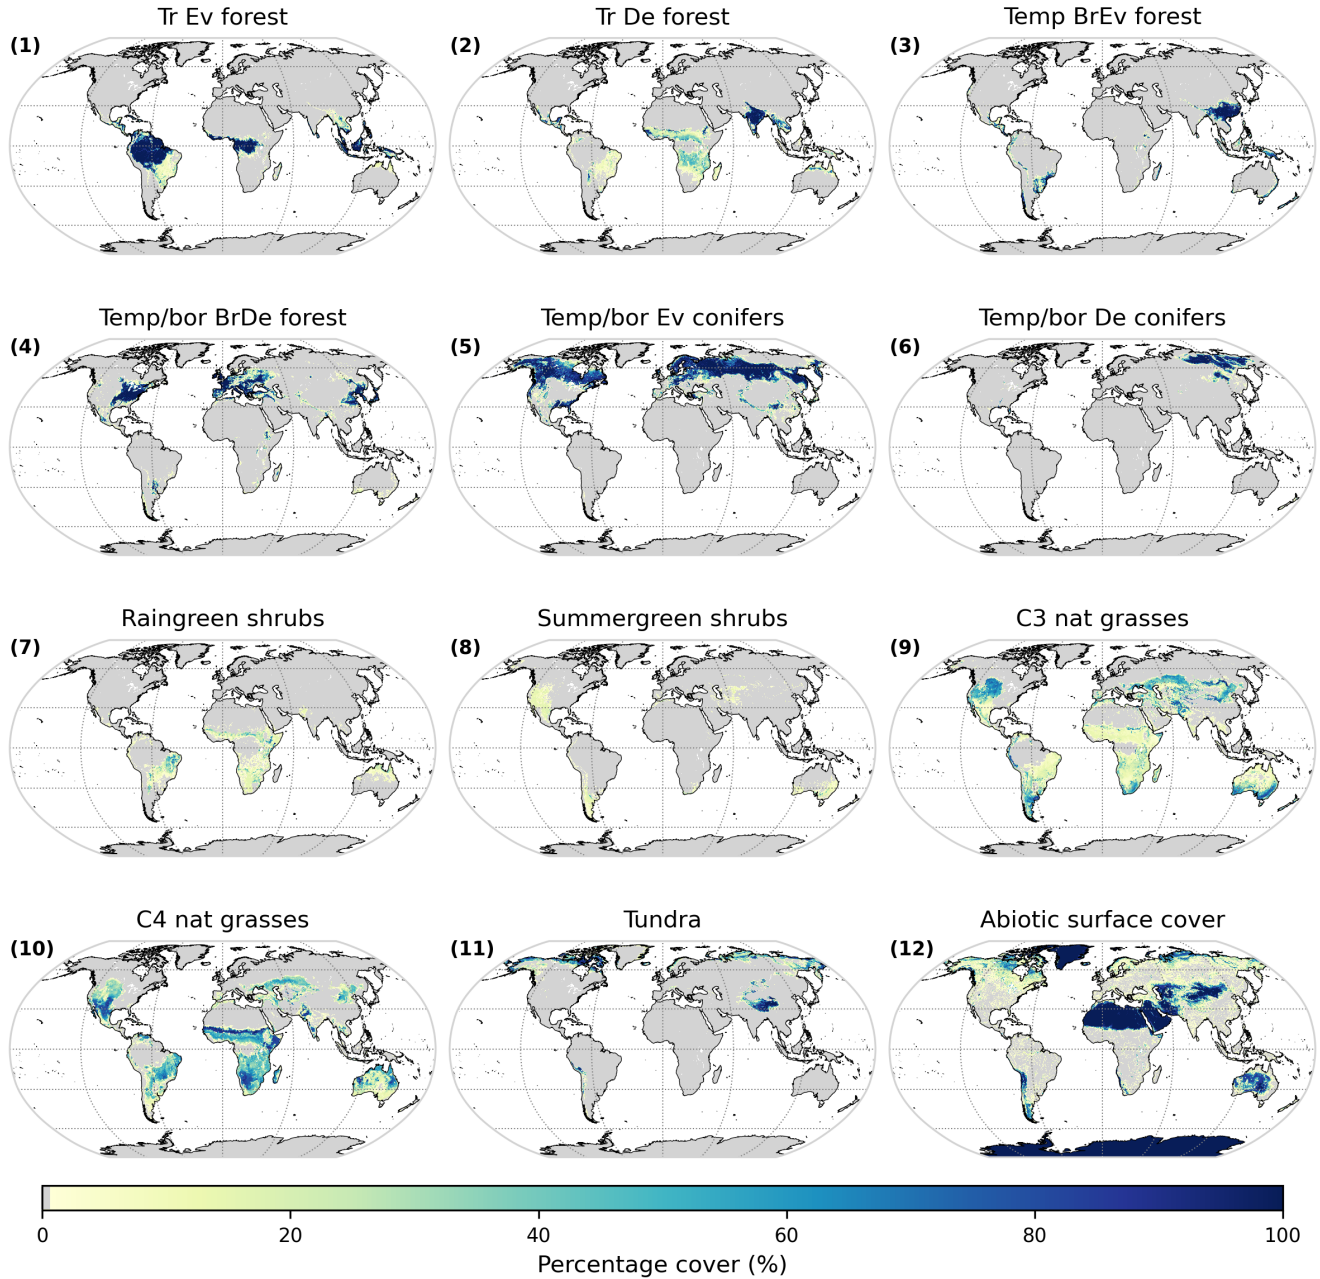 Tr Ev forest
Tr De forest
Temp BrEv forest
(1)
(2)
(3)
Temp/bor BrDe forest
Temp/bor Ev conifers
Temp/bor De conifers
(4)
(5)
(6)
Raingreen shrubs
Summergreen shrubs
C3 nat grasses
(7)
(8)
(9)
C4 nat grasses
Tundra
Abiotic surface cover
(10)
(11)
(12)
0 20 40 60 80 100
Percentage cover (%)